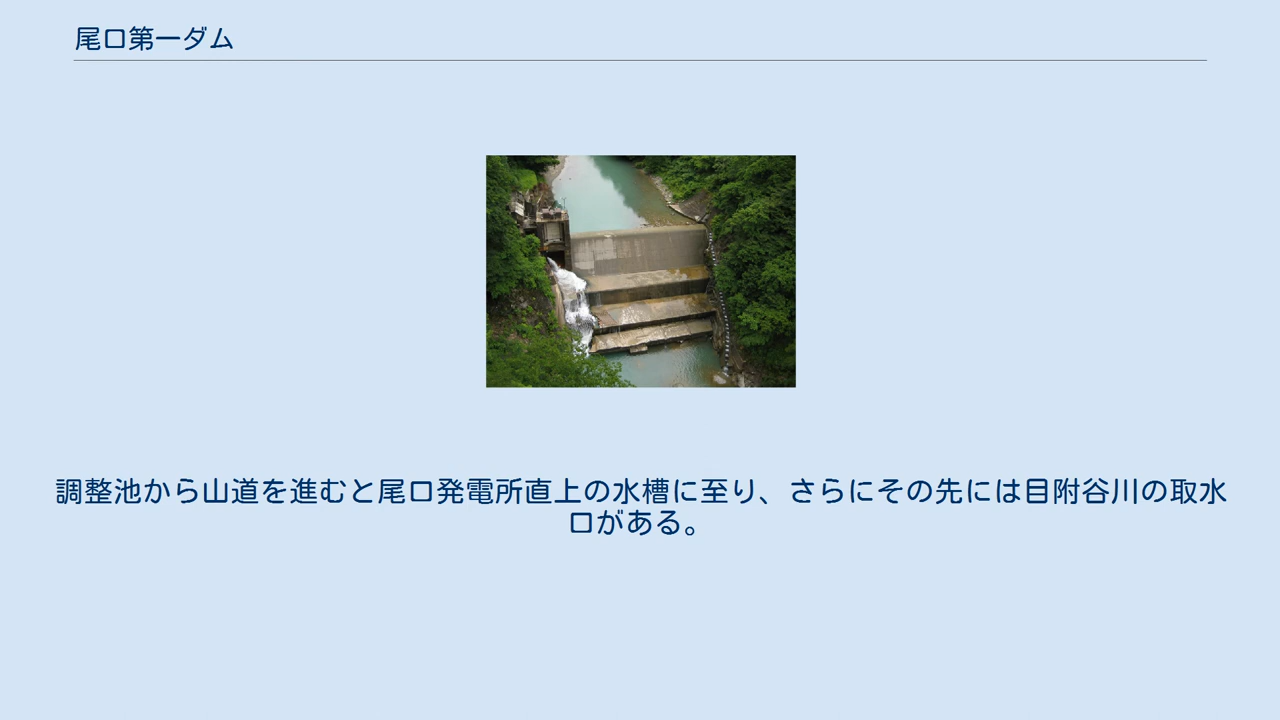 尾口第一ダム
調整池から山道を進むと尾口発電所直上の水槽に至り、さらにその先には目附谷川の取水
口がある。